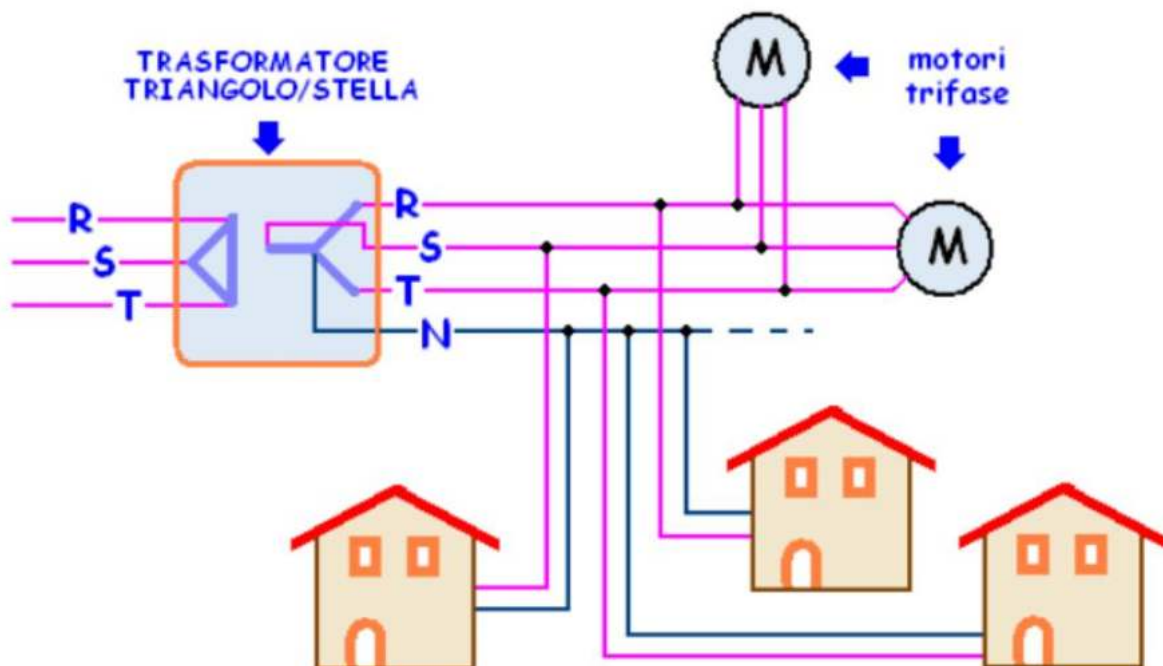 TRASFORMATORE
TRIANGOLO/STELLA
M
motori
trifase
R
S
T
R
S
T
N
M